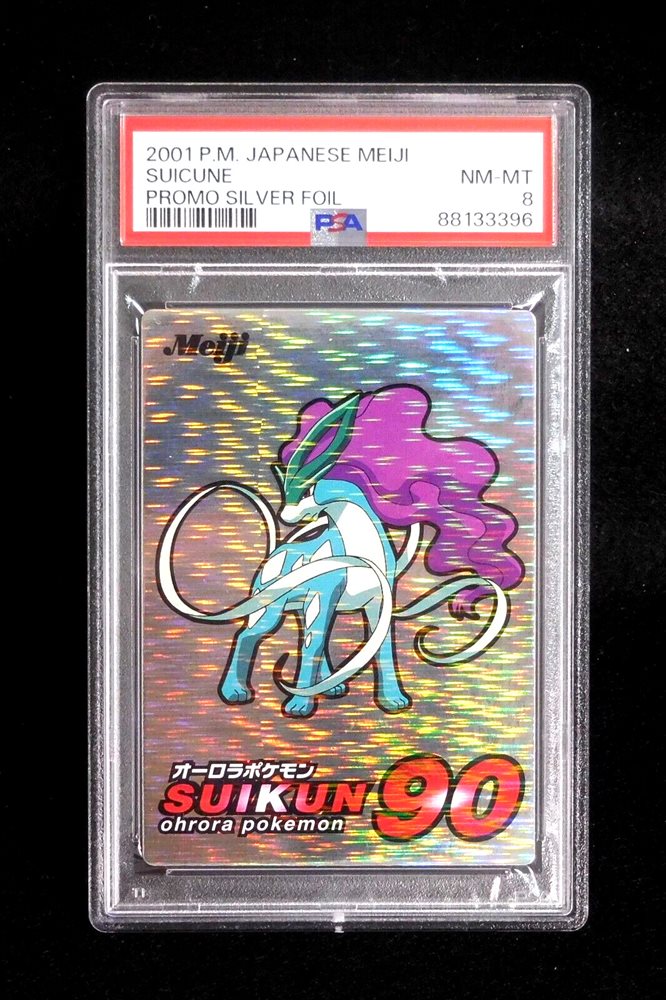 2001 P.M. JAPANESE MEIJI
SUICUNE NM-MT
PROMO SILVER FOIL 8
PSA 88133396
Meiji
オーロラポケモン
SUIKUN 90
ohrora pokemon